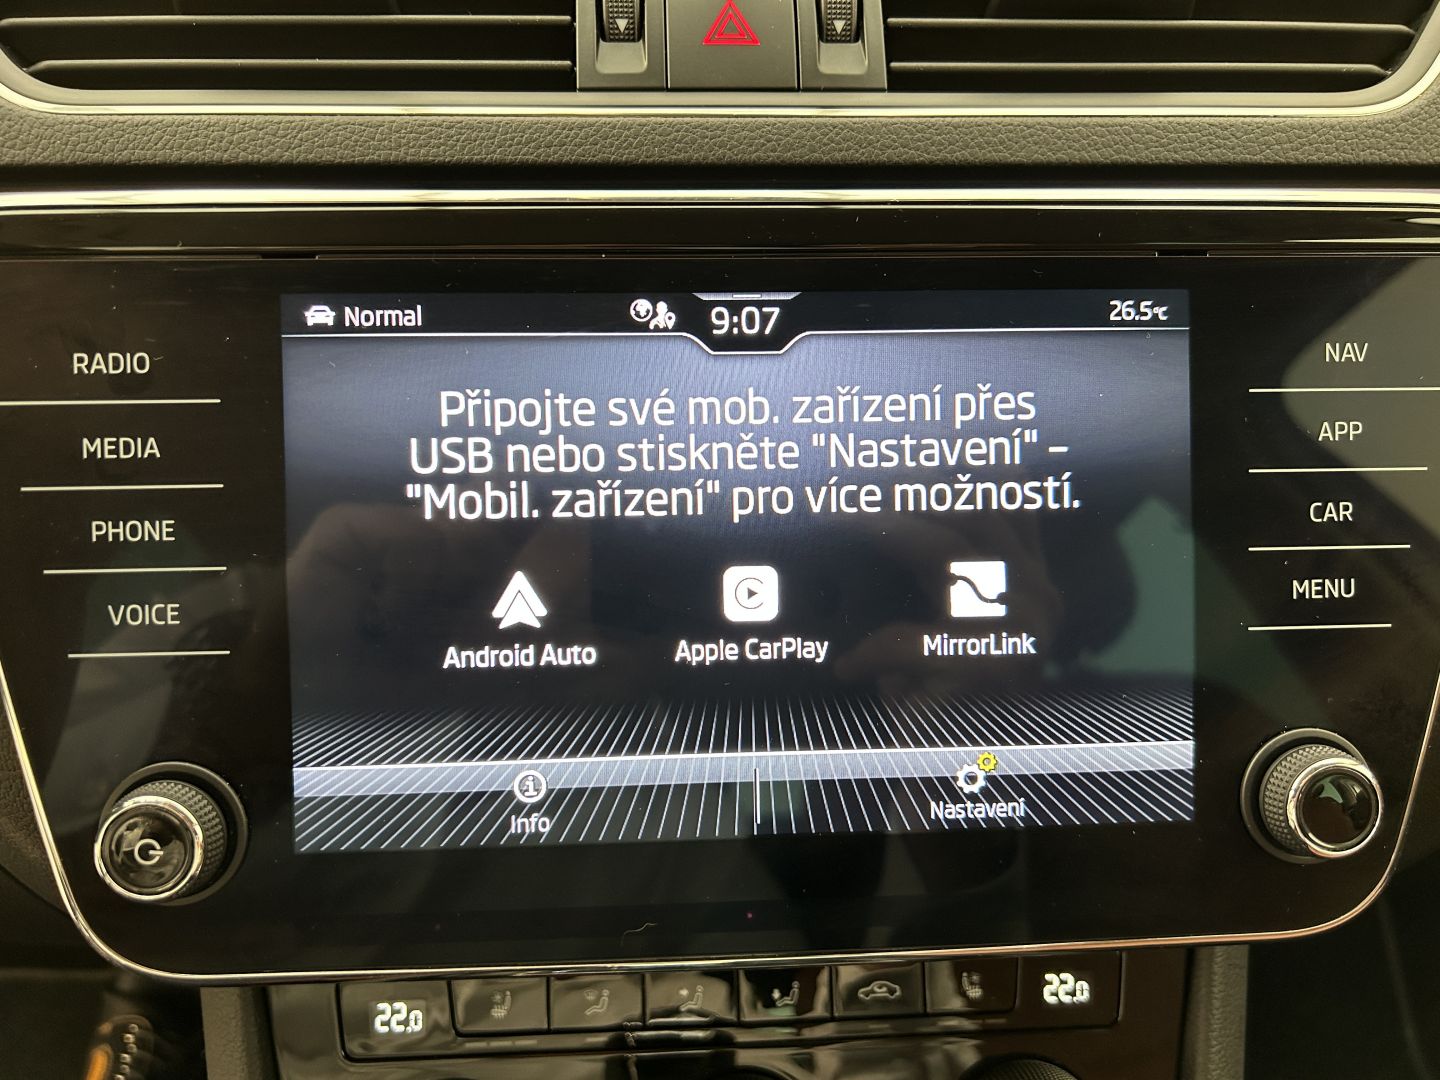 Normal
9:07
26.5°C
RADIO
MEDIA
PHONE
VOICE
NAV
APP
CAR
MENU
Připojte své mob. zařízení přes
USB nebo stiskněte "Nastavení" –
"Mobil. zařízení" pro více možností.
Android Auto
Apple CarPlay
MirrorLink
Info
Nastavení
22.0
22.0